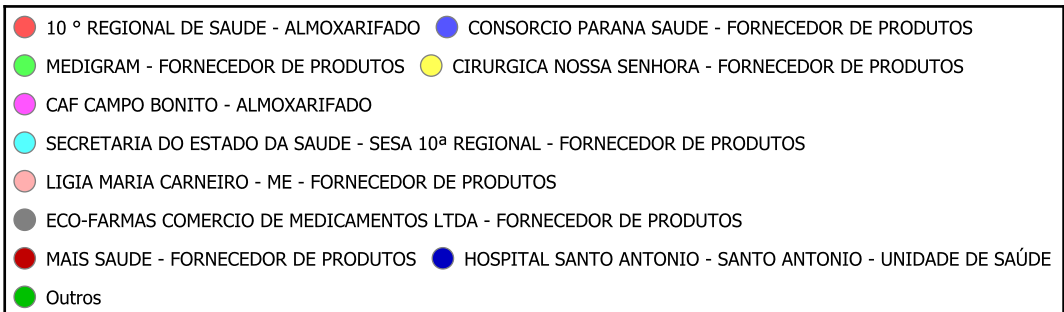 10 ° REGIONAL DE SAUDE - ALMOXARIFADO CONSORCIO PARANA SAUDE - FORNECEDOR DE PRODUTOS
MEDIGRAM - FORNECEDOR DE PRODUTOS CIRURGICA NOSSA SENHORA - FORNECEDOR DE PRODUTOS
CAF CAMPO BONITO - ALMOXARIFADO
SECRETARIA DO ESTADO DA SAUDE - SESA 10ª REGIONAL - FORNECEDOR DE PRODUTOS
LIGIA MARIA CARNEIRO - ME - FORNECEDOR DE PRODUTOS
ECO-FARMAS COMERCIO DE MEDICAMENTOS LTDA - FORNECEDOR DE PRODUTOS
MAIS SAUDE - FORNECEDOR DE PRODUTOS HOSPITAL SANTO ANTONIO - SANTO ANTONIO - UNIDADE DE SAÚDE
Outros